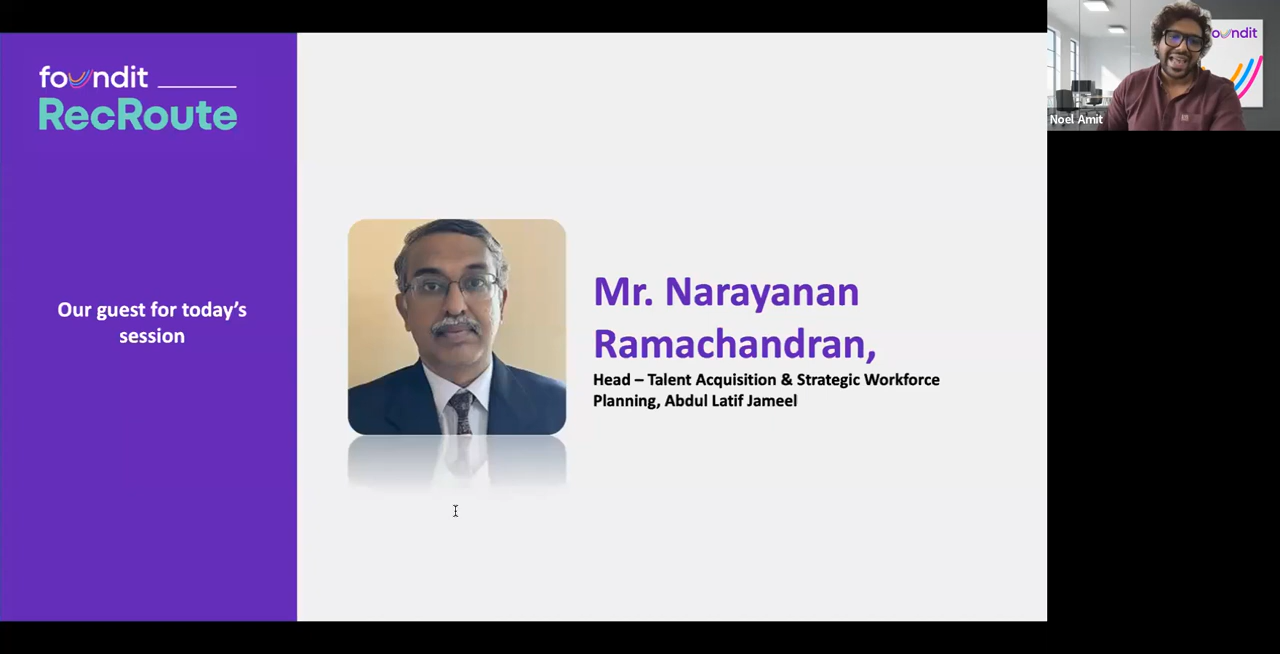 foundit
RecRoute
Our guest for today's
session
Mr. Narayanan
Ramachandran,
Head – Talent Acquisition & Strategic Workforce
Planning, Abdul Latif Jameel
oundit
Noel Amit